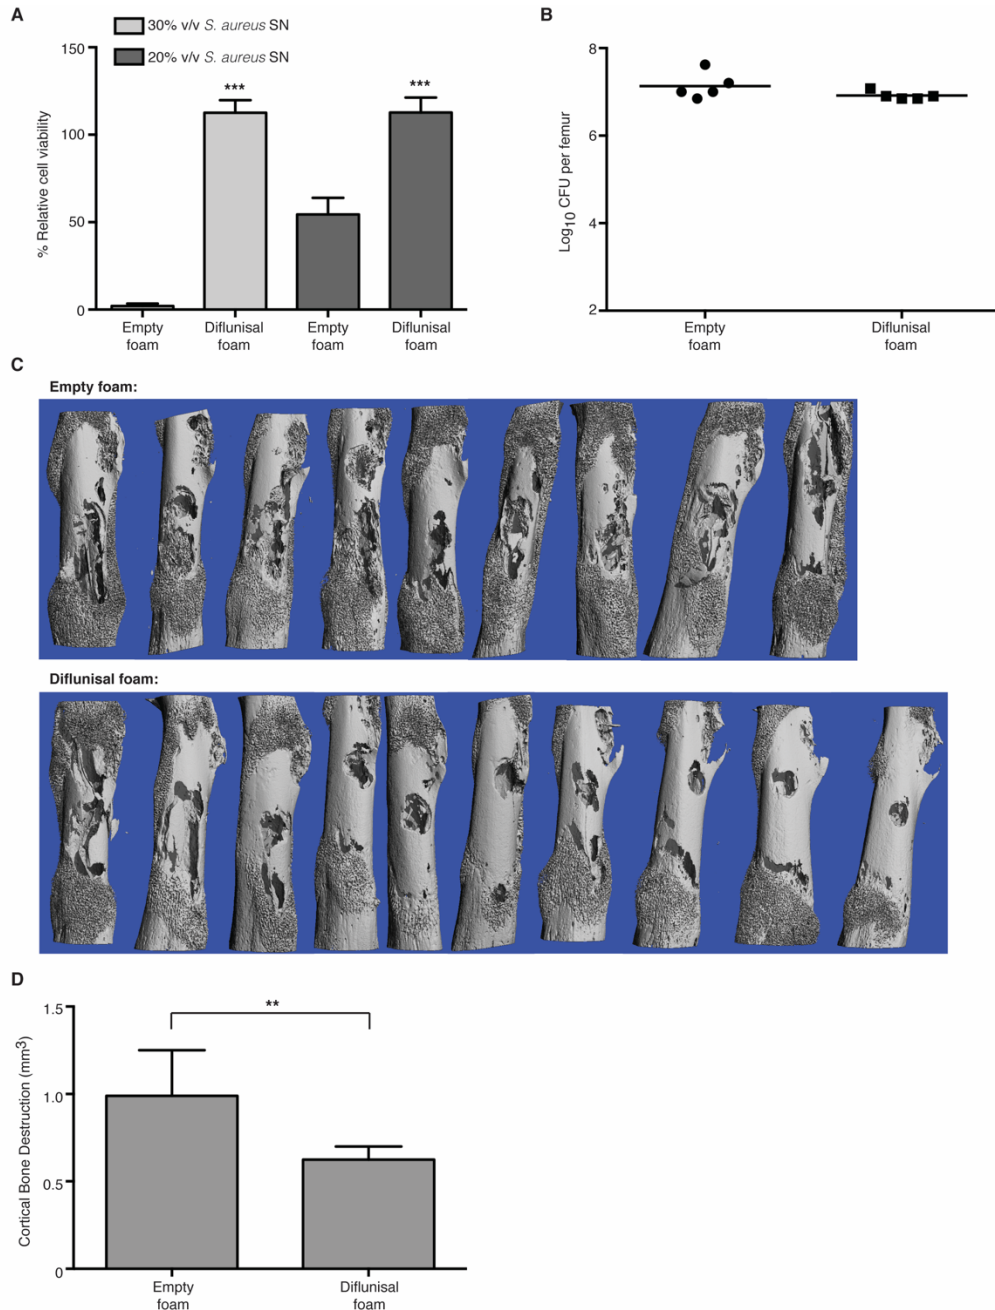 A
30% v/v S. aureus SN
20% v/v S. aureus SN
150
100
50
0
% Relative cell viability
***
***
Empty
foam
Diflunisal
foam
Empty
foam
Diflunisal
foam
B
8
6
4
2
Log10 CFU per femur
Empty
foam
Diflunisal
foam
C
Empty foam:
Diflunisal foam:
D
1.5
1.0
0.5
0
Cortical Bone Destruction (mm3)
**
Empty
foam
Diflunisal
foam